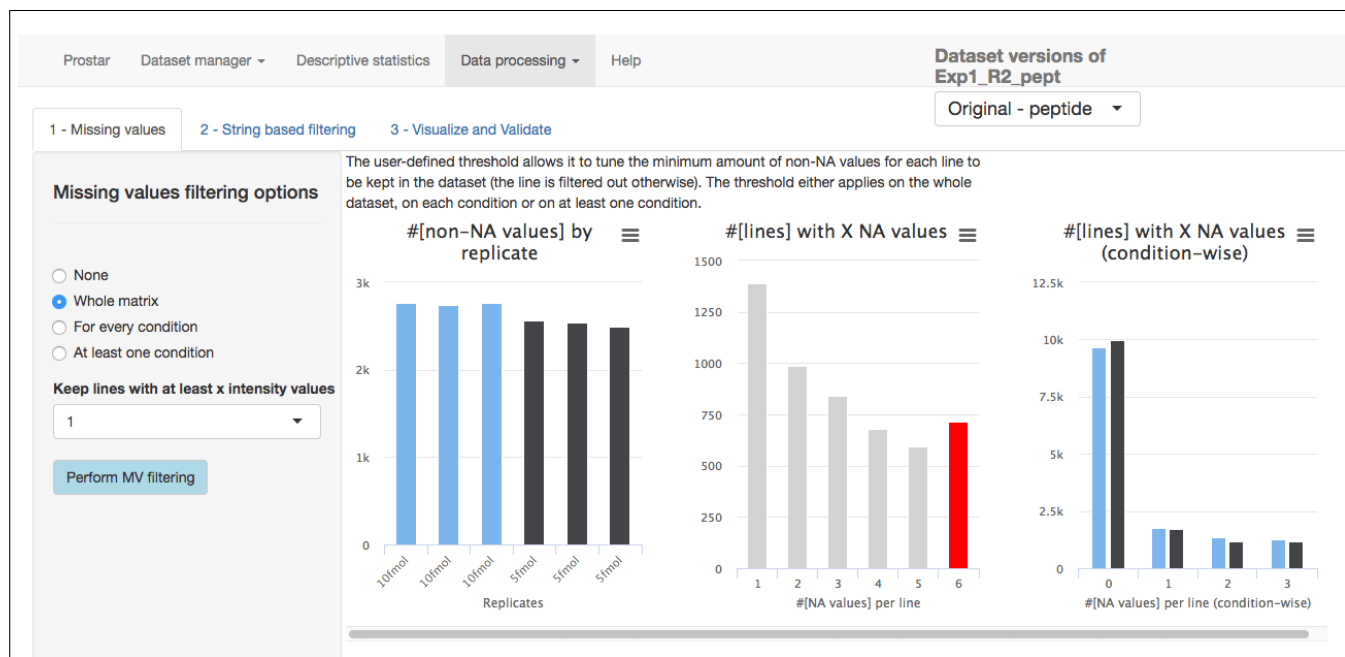 Prostar
Dataset manager
Descriptive statistics
Data processing
Help
Dataset versions of
Exp1_R2_pept
Original - peptide
1 - Missing values
2 - String based filtering
3 - Visualize and Validate
Missing values filtering options
None
Whole matrix
For every condition
At least one condition
Keep lines with at least x intensity values
1
Perform MV filtering
The user-defined threshold allows it to tune the minimum amount of non-NA values for each line to
be kept in the dataset (the line is filtered out otherwise). The threshold either applies on the whole
dataset, on each condition or on at least one condition.
#[non-NA values] by
replicate
3k
2k
1k
0
10fmol
10fmol
10fmol
5fmol
5fmol
5fmol
Replicates
#[lines] with X NA values
1500
1250
1000
750
500
250
0
1
2
3
4
5
6
#[NA values] per line
#[lines] with X NA values
(condition-wise)
12.5k
10k
7.5k
5k
2.5k
0
0
1
2
3
#[NA values] per line (condition-wise)